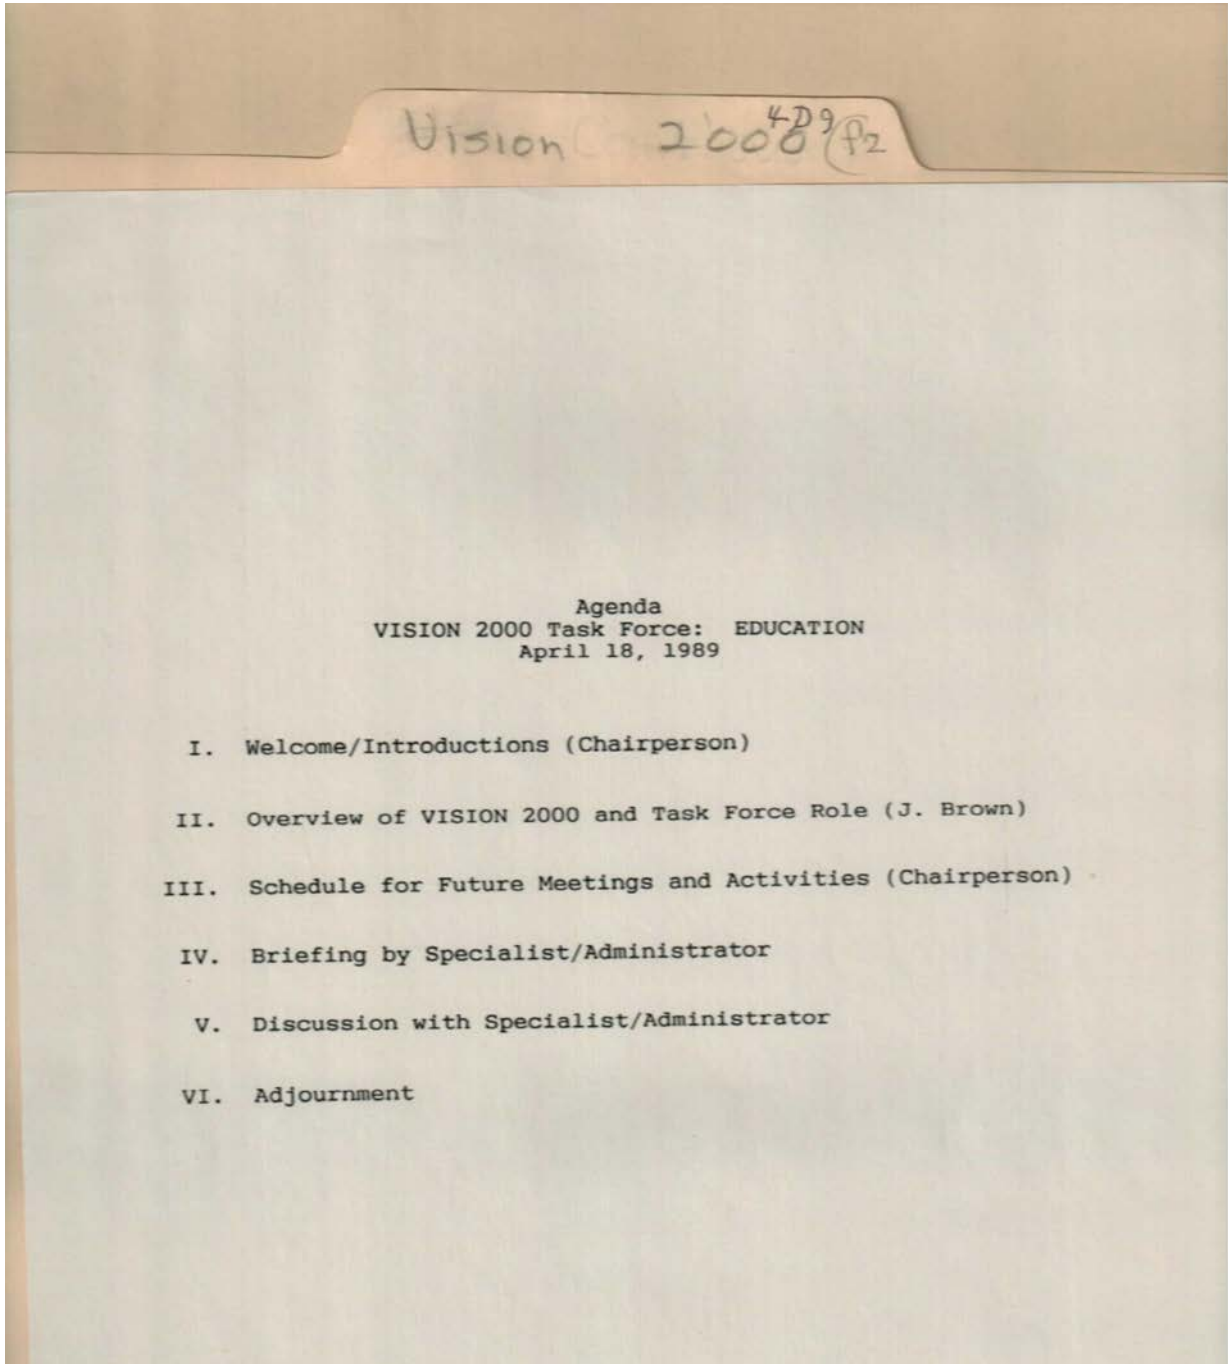 Vision 2000
4D9 f2
Agenda
VISION 2000 Task Force: EDUCATION
April 18, 1989
I. Welcome/Introductions (Chairperson)
II. Overview of VISION 2000 and Task Force Role (J. Brown)
III. Schedule for Future Meetings and Activities (Chairperson)
IV. Briefing by Specialist/Administrator
V. Discussion with Specialist/Administrator
VI. Adjournment